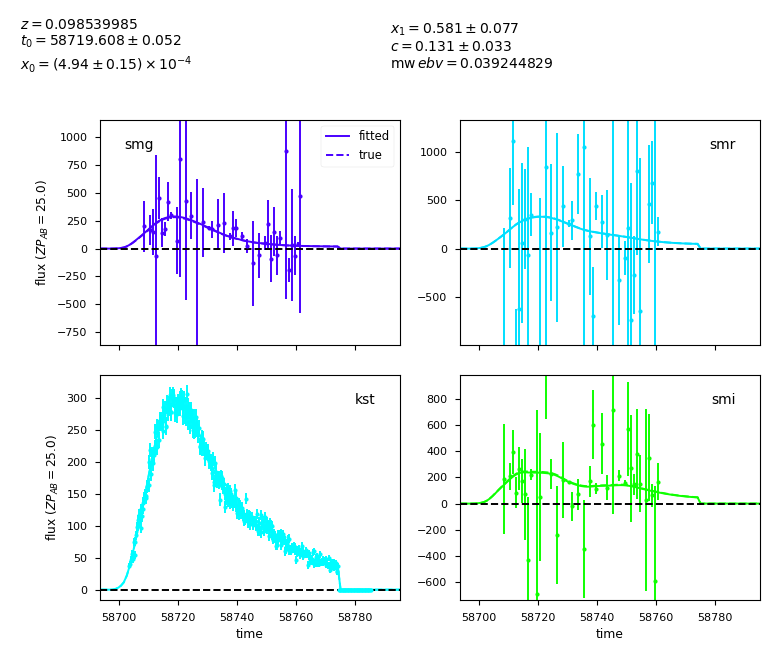 z = 0.098539985
t₀ = 58719.608 ± 0.052
x₀ = (4.94 ± 0.15) × 10⁻⁴
x₁ = 0.581 ± 0.077
c = 0.131 ± 0.033
mw ebv = 0.039244829
smg
fitted
true
1000
750
500
250
0
−250
−500
−750
flux (ZP_AB = 25.0)
smr
1000
500
0
−500
kst
300
250
200
150
100
50
0
flux (ZP_AB = 25.0)
58700 58720 58740 58760 58780
time
smi
800
600
400
200
0
−200
−400
−600
58700 58720 58740 58760 58780
time